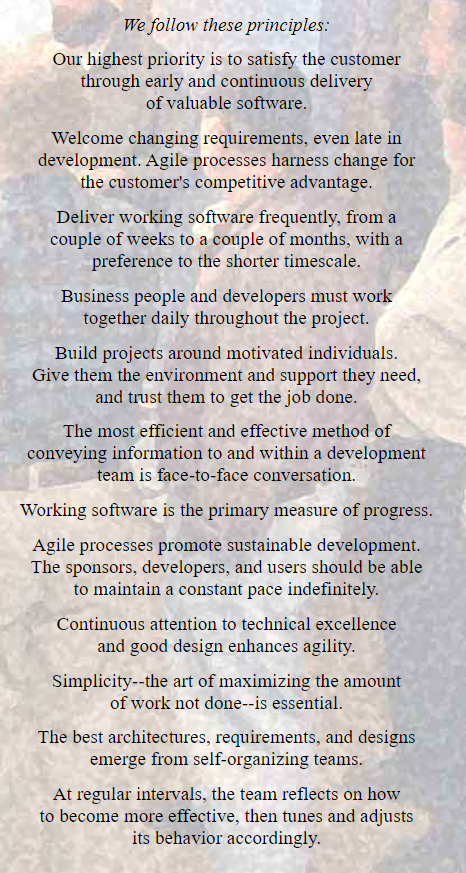 We follow these principles:
Our highest priority is to satisfy the customer
through early and continuous delivery
of valuable software.
Welcome changing requirements, even late in
development. Agile processes harness change for
the customer's competitive advantage.
Deliver working software frequently, from a
couple of weeks to a couple of months, with a
preference to the shorter timescale.
Business people and developers must work
together daily throughout the project.
Build projects around motivated individuals.
Give them the environment and support they need,
and trust them to get the job done.
The most efficient and effective method of
conveying information to and within a development
team is face-to-face conversation.
Working software is the primary measure of progress.
Agile processes promote sustainable development.
The sponsors, developers, and users should be able
to maintain a constant pace indefinitely.
Continuous attention to technical excellence
and good design enhances agility.
Simplicity--the art of maximizing the amount
of work not done--is essential.
The best architectures, requirements, and designs
emerge from self-organizing teams.
At regular intervals, the team reflects on how
to become more effective, then tunes and adjusts
its behavior accordingly.